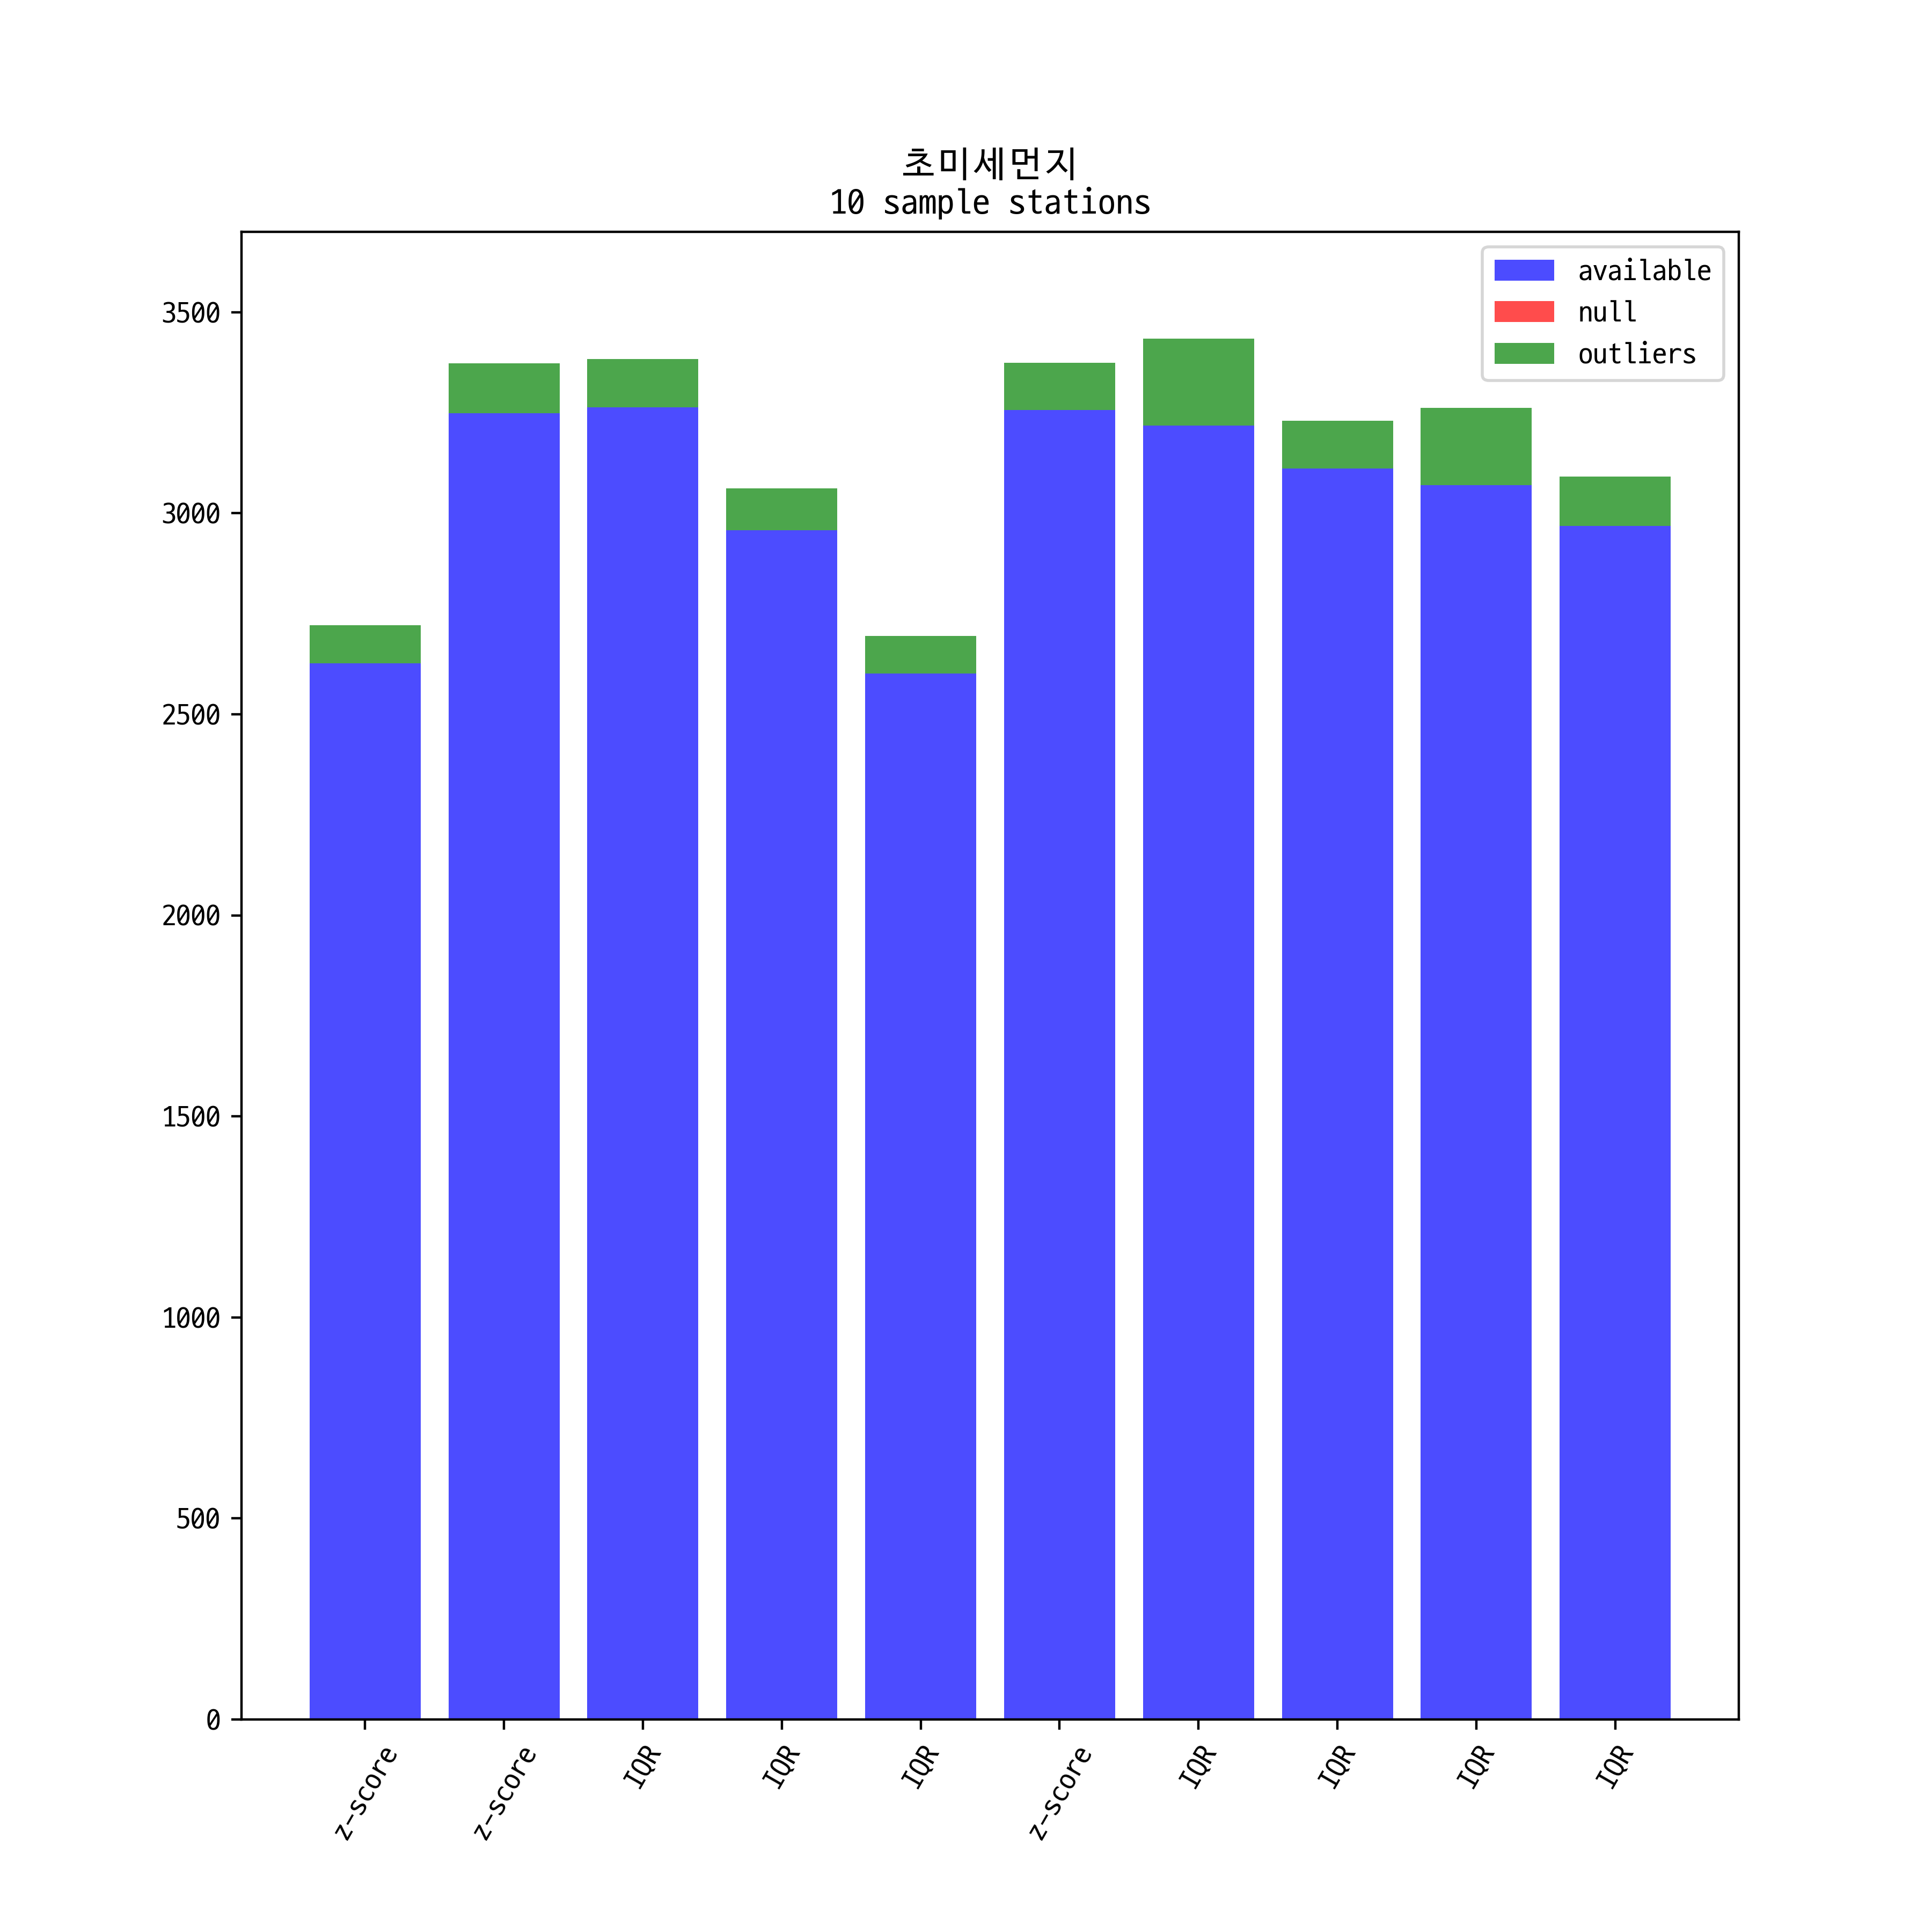 초미세먼지
10 sample stations
available
null
outliers
3500
3000
2500
2000
1500
1000
500
0
z-score
z-score
IQR
IQR
IQR
z-score
IQR
IQR
IQR
IQR